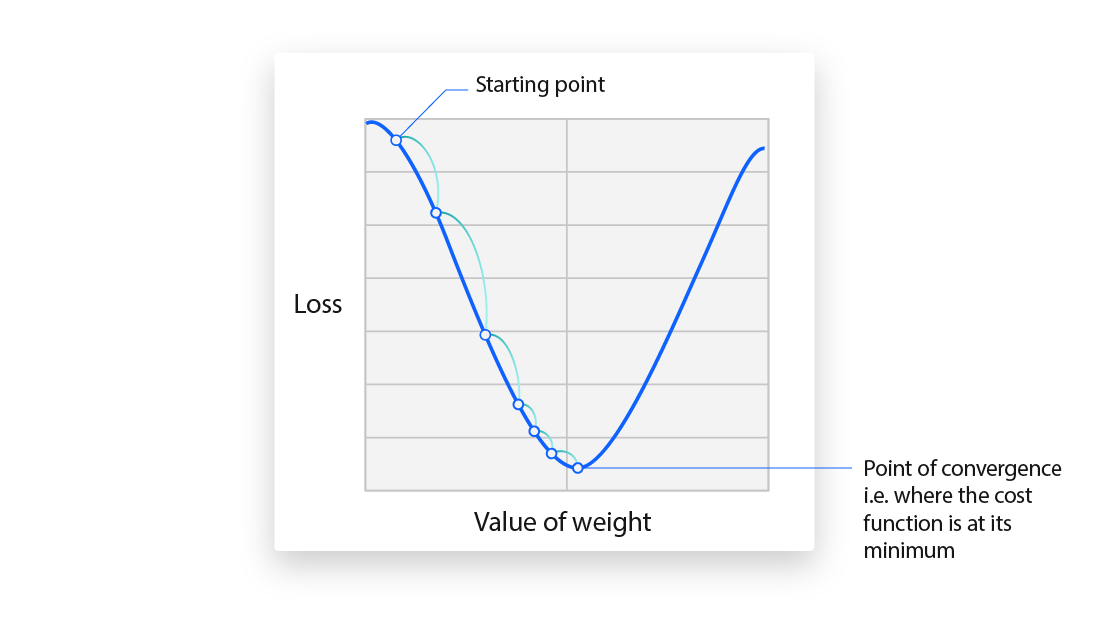 Starting point
Loss
Value of weight
Point of convergence
i.e. where the cost
function is at its
minimum